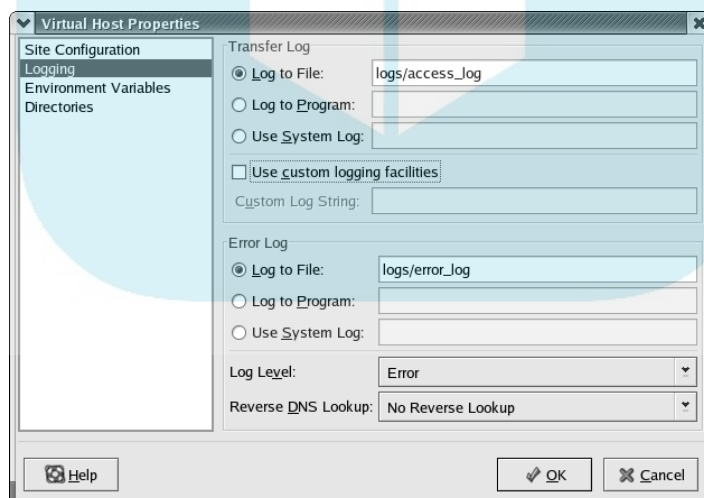 Virtual Host Properties
Site Configuration
Logging
Environment Variables
Directories
Transfer Log
Log to File: logs/access_log
Log to Program:
Use System Log:
Use custom logging facilities
Custom Log String:
Error Log
Log to File: logs/error_log
Log to Program:
Use System Log:
Log Level: Error
Reverse DNS Lookup: No Reverse Lookup
Help
OK
Cancel